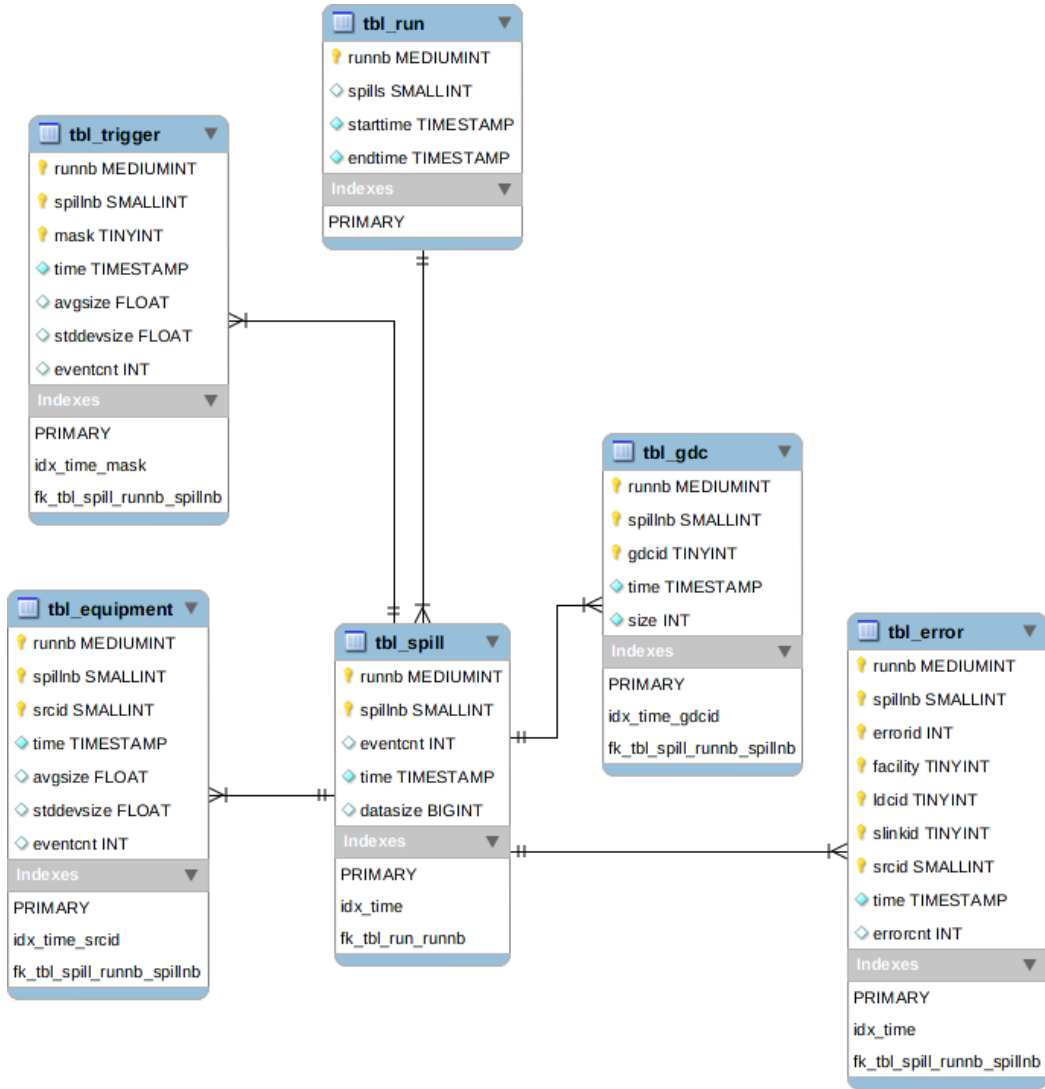 tbl_run
runnb MEDIUMINT
spills SMALLINT
starttime TIMESTAMP
endtime TIMESTAMP
Indexes
PRIMARY
tbl_trigger
runnb MEDIUMINT
spillnb SMALLINT
mask TINYINT
time TIMESTAMP
avgsize FLOAT
stddevsize FLOAT
eventcnt INT
Indexes
PRIMARY
idx_time_mask
fk_tbl_spill_runnb_spillnb
tbl_gdc
runnb MEDIUMINT
spillnb SMALLINT
gdcid TINYINT
time TIMESTAMP
size INT
Indexes
PRIMARY
idx_time_gdcid
fk_tbl_spill_runnb_spillnb
tbl_equipment
runnb MEDIUMINT
spillnb SMALLINT
srcid SMALLINT
time TIMESTAMP
avgsize FLOAT
stddevsize FLOAT
eventcnt INT
Indexes
PRIMARY
idx_time_srcid
fk_tbl_spill_runnb_spillnb
tbl_spill
runnb MEDIUMINT
spillnb SMALLINT
eventcnt INT
time TIMESTAMP
datasize BIGINT
Indexes
PRIMARY
idx_time
fk_tbl_run_runnb
tbl_error
runnb MEDIUMINT
spillnb SMALLINT
errorid INT
facility TINYINT
ldcid TINYINT
slinkid TINYINT
srcid SMALLINT
time TIMESTAMP
errorcnt INT
Indexes
PRIMARY
idx_time
fk_tbl_spill_runnb_spillnb